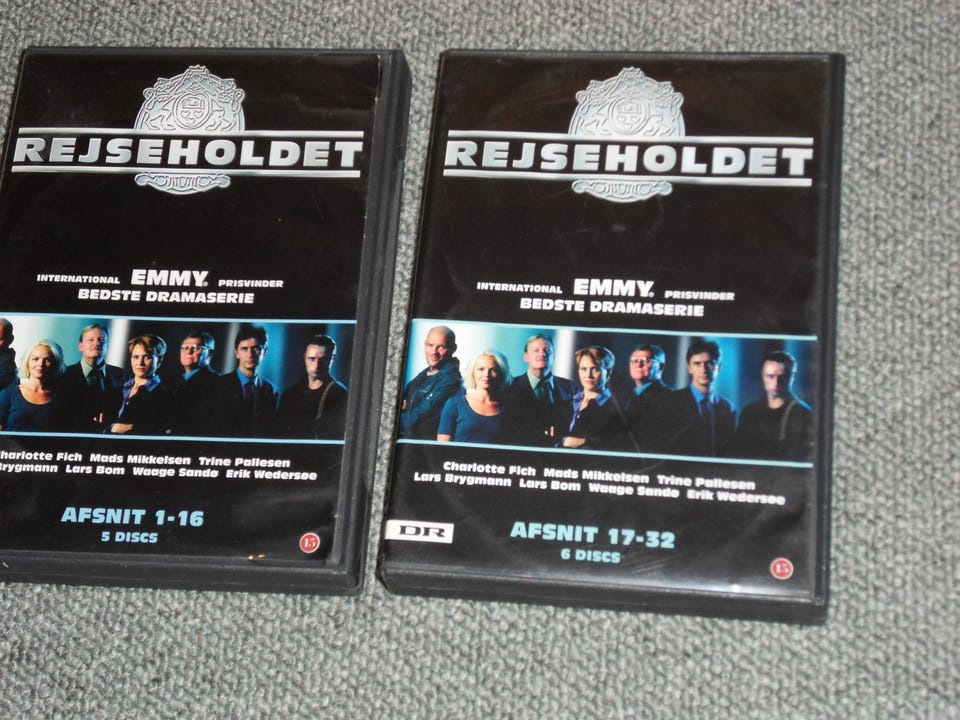 REJSEHOLDET
INTERNATIONAL EMMY® PRISVINDER
BEDSTE DRAMASERIE
Charlotte Fich Mads Mikkelsen Trine Pallesen
Brygmann Lars Bom Waage Sandø Erik Wedersøe
AFSNIT 1-16
5 DISCS
15
REJSEHOLDET
INTERNATIONAL EMMY® PRISVINDER
BEDSTE DRAMASERIE
Charlotte Fich Mads Mikkelsen Trine Pallesen
Lars Brygmann Lars Bom Waage Sandø Erik Wedersøe
DR
AFSNIT 17-32
6 DISCS
15